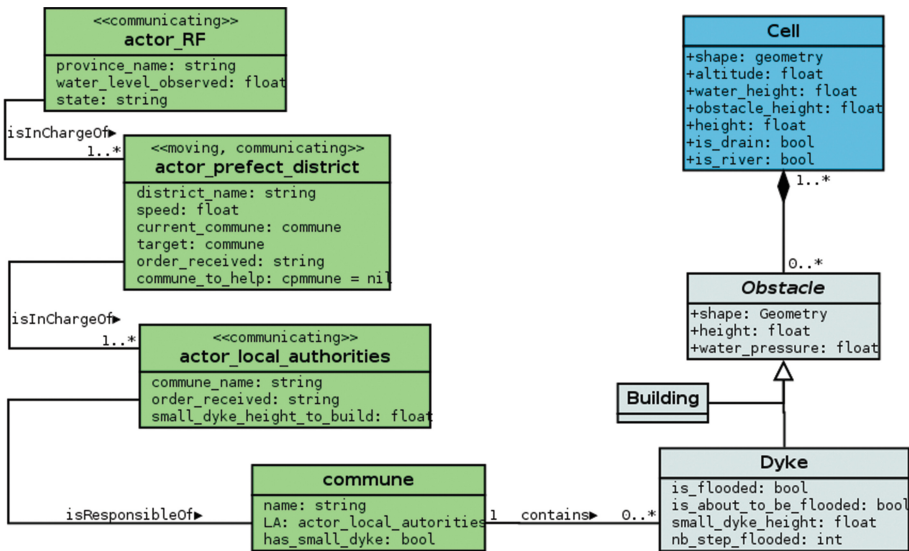 <<communicating>>
actor_RF
province_name: string
water_level_observed: float
state: string
isInChargeOf▶
1..*
<<moving, communicating>>
actor_prefect_district
district_name: string
speed: float
current_commune: commune
target: commune
order_received: string
commune_to_help: cpmmune = nil
isInChargeOf▶
1..*
<<communicating>>
actor_local_authorities
commune_name: string
order_received: string
small_dyke_height_to_build: float
isResponsibleOf▶
commune
name: string
LA: actor_local_autorities
has_small_dyke: bool
1 contains▶ 0..*
Cell
+shape: geometry
+altitude: float
+water_height: float
+obstacle_height: float
+height: float
+is_drain: bool
+is_river: bool
1..*
0..*
Obstacle
+shape: Geometry
+height: float
+water_pressure: float
Building
Dyke
is_flooded: bool
is_about_to_be_flooded: bool
small_dyke_height: float
nb_step_flooded: int